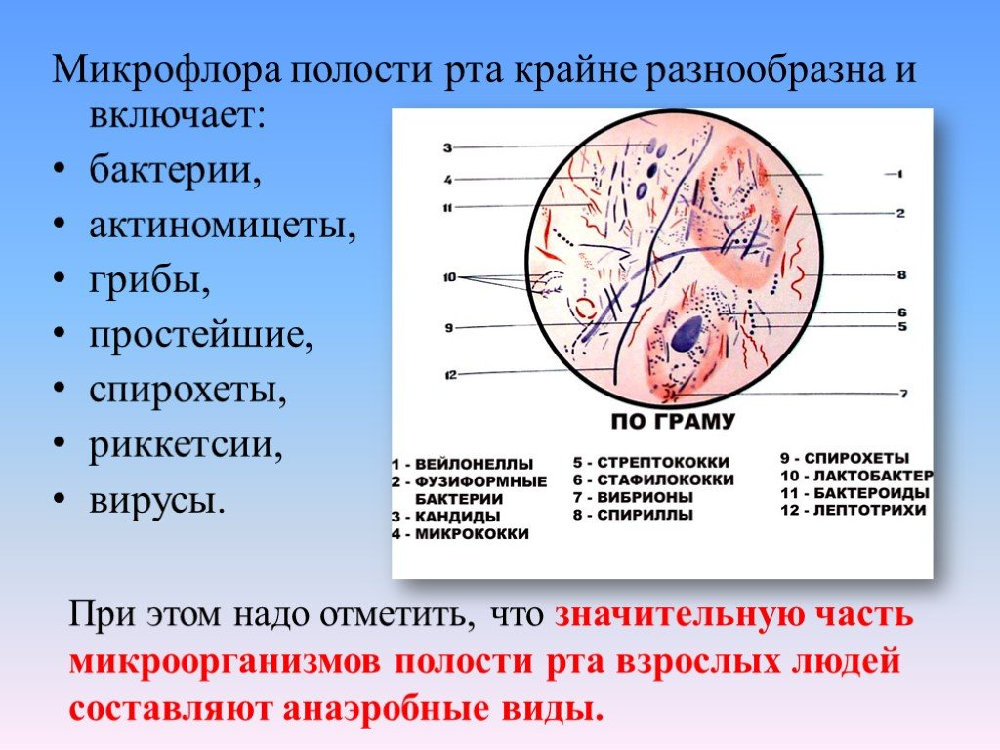 Микрофлора полости рта крайне разнообразна и
включает:
• бактерии,
• актиномицеты,
• грибы,
• простейшие,
• спирохеты,
• риккетсии,
• вирусы.
3
4
11
10
9
12
1
2
8
6
5
7
ПО ГРАМУ
1 - ВЕЙЛОНЕЛЛЫ
2 - ФУЗИФОРМНЫЕ
БАКТЕРИИ
3 - КАНДИДЫ
4 - МИКРОКОККИ
5 - СТРЕПТОКОККИ
6 - СТАФИЛОКОККИ
7 - ВИБРИОНЫ
8 - СПИРИЛЛЫ
9 - СПИРОХЕТЫ
10 - ЛАКТОБАКТЕР
11 - БАКТЕРОИДЫ
12 - ЛЕПТОТРИХИ
При этом надо отметить, что значительную часть
микроорганизмов полости рта взрослых людей
составляют анаэробные виды.